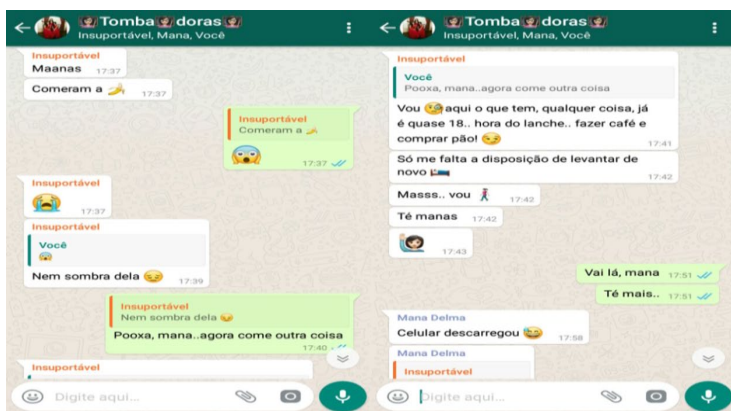 Tomba doras
Insuportável, Mana, Você
Insuportável
Maanas 17:37
Comeram a 17:37
Insuportável
Comeram a
17:37
Insuportável
17:37
Insuportável
Você
Nem sombra dela 17:39
Insuportável
Nem sombra dela
Pooxa, mana..agora come outra coisa
17:40
Insuportável
Digite aqui...
Tomba doras
Insuportável, Mana, Você
Insuportável
Você
Pooxa, mana..agora come outra coisa
Vou aqui o que tem, qualquer coisa, já
é quase 18.. hora do lanche.. fazer café e
comprar pão!
17:41
Só me falta a disposição de levantar de
novo
17:42
Masss.. vou 17:42
Té manas 17:42
17:43
Vai lá, mana 17:51
Té mais.. 17:51
Mana Delma
Celular descarregou 17:58
Mana Delma
Insuportável
Digite aqui...